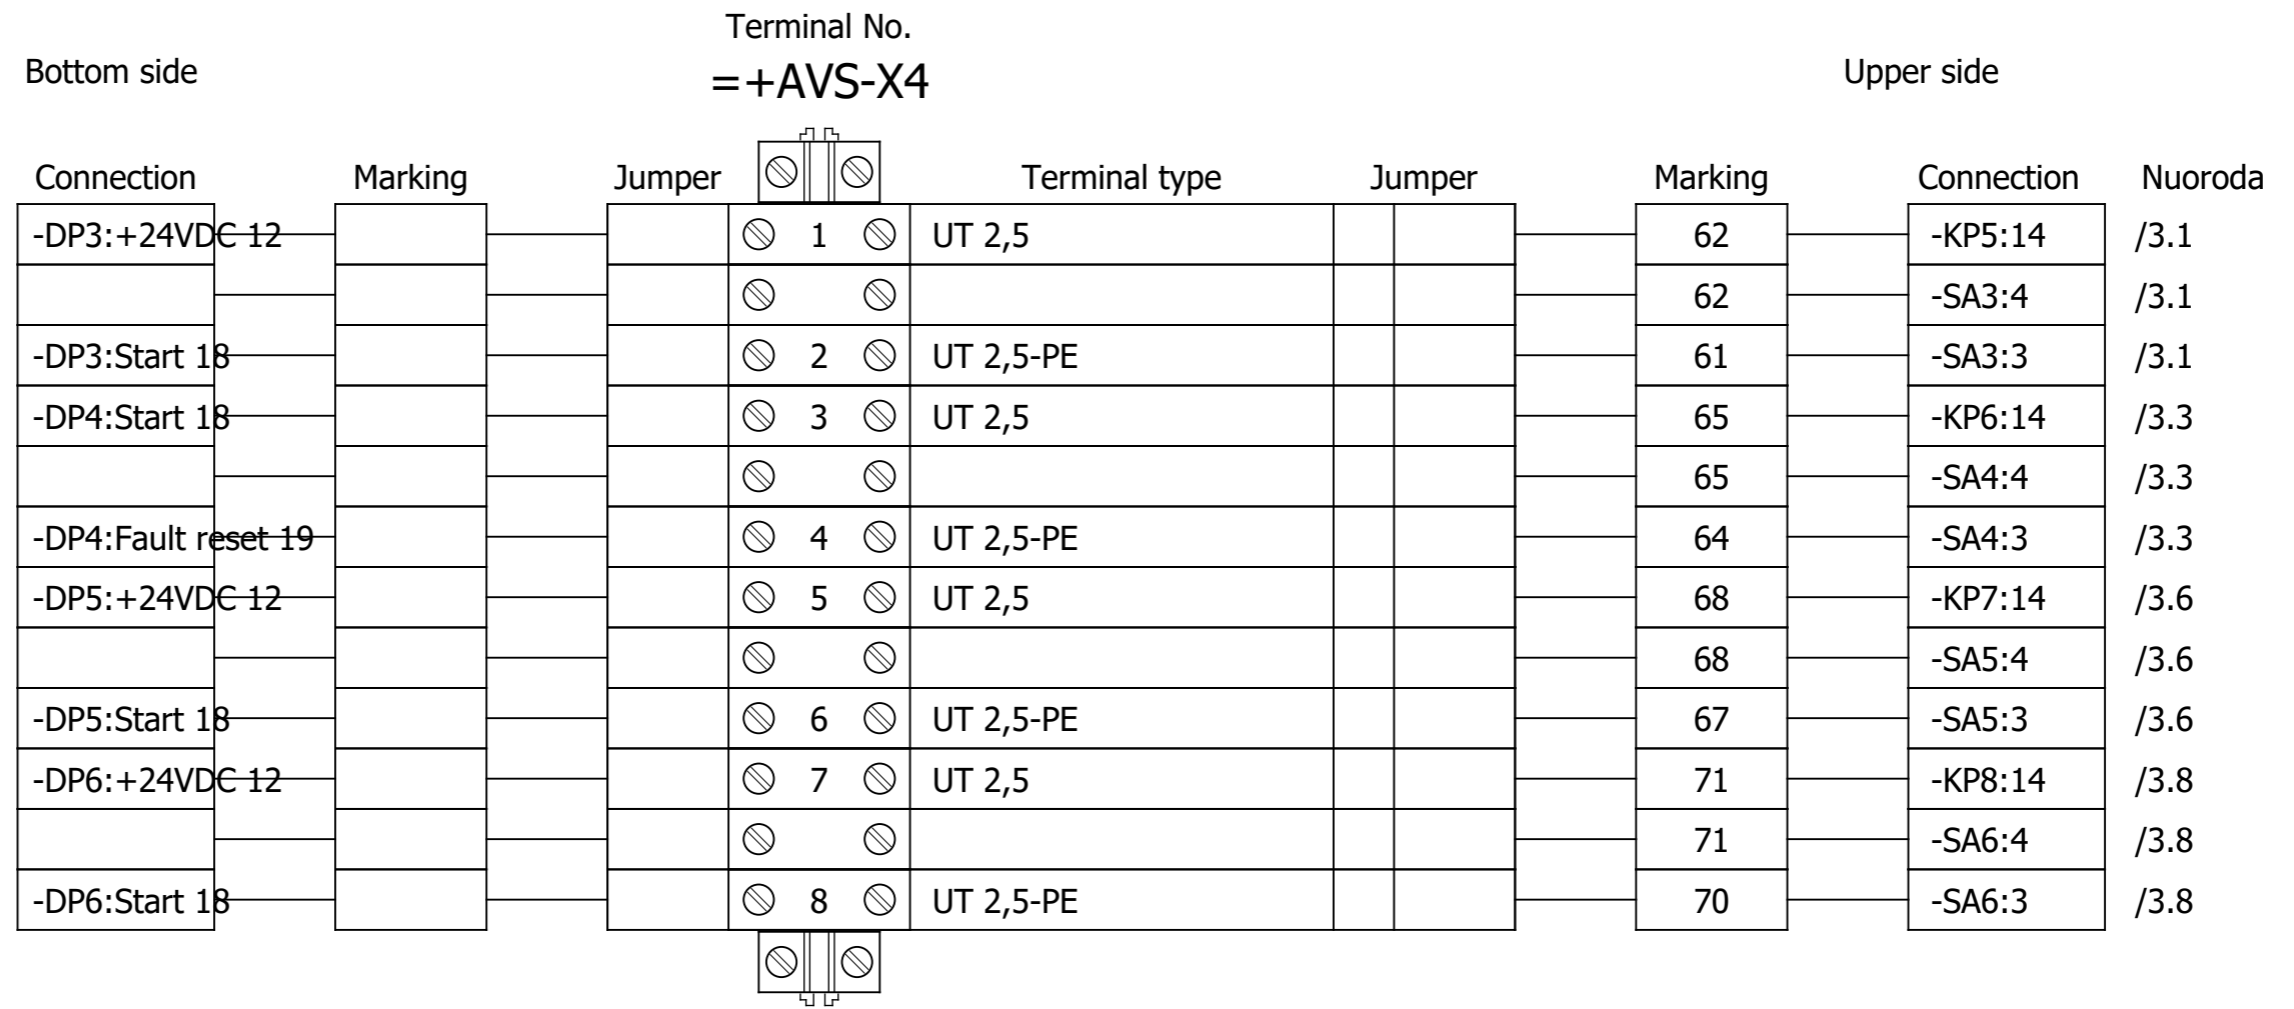 Terminal No.
Bottom side =+AVS-X4 Upper side
Connection Marking Jumper Terminal type Jumper Marking Connection Nuoroda
-DP3:+24VDC 12 1 UT 2,5 62 -KP5:14 /3.1
62 -SA3:4 /3.1
-DP3:Start 18 2 UT 2,5-PE 61 -SA3:3 /3.1
-DP4:Start 18 3 UT 2,5 65 -KP6:14 /3.3
65 -SA4:4 /3.3
-DP4:Fault reset 19 4 UT 2,5-PE 64 -SA4:3 /3.3
-DP5:+24VDC 12 5 UT 2,5 68 -KP7:14 /3.6
68 -SA5:4 /3.6
-DP5:Start 18 6 UT 2,5-PE 67 -SA5:3 /3.6
-DP6:+24VDC 12 7 UT 2,5 71 -KP8:14 /3.8
71 -SA6:4 /3.8
-DP6:Start 18 8 UT 2,5-PE 70 -SA6:3 /3.8